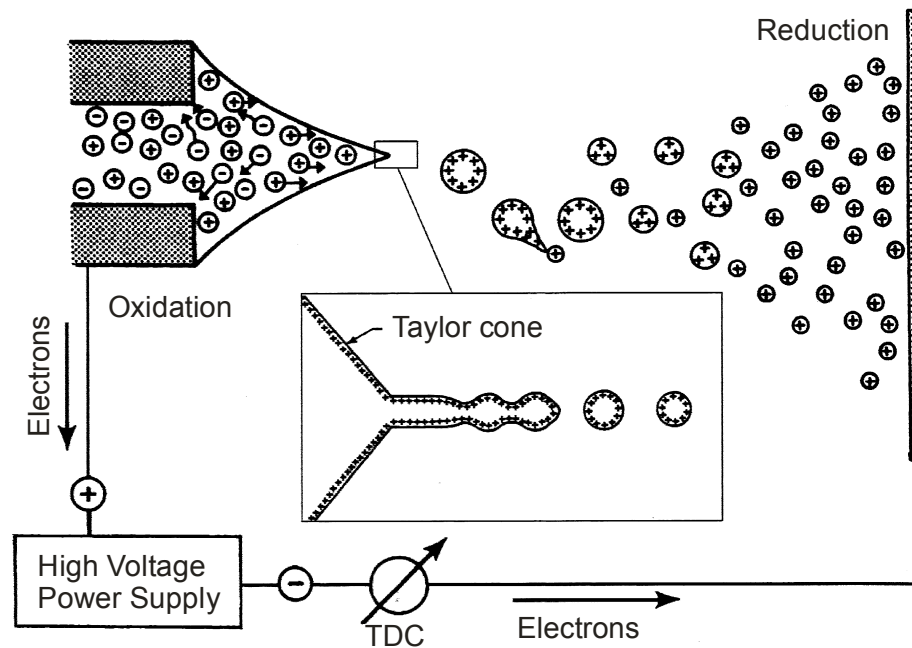 Reduction
Oxidation
Taylor cone
Electrons
High Voltage
Power Supply
TDC
Electrons